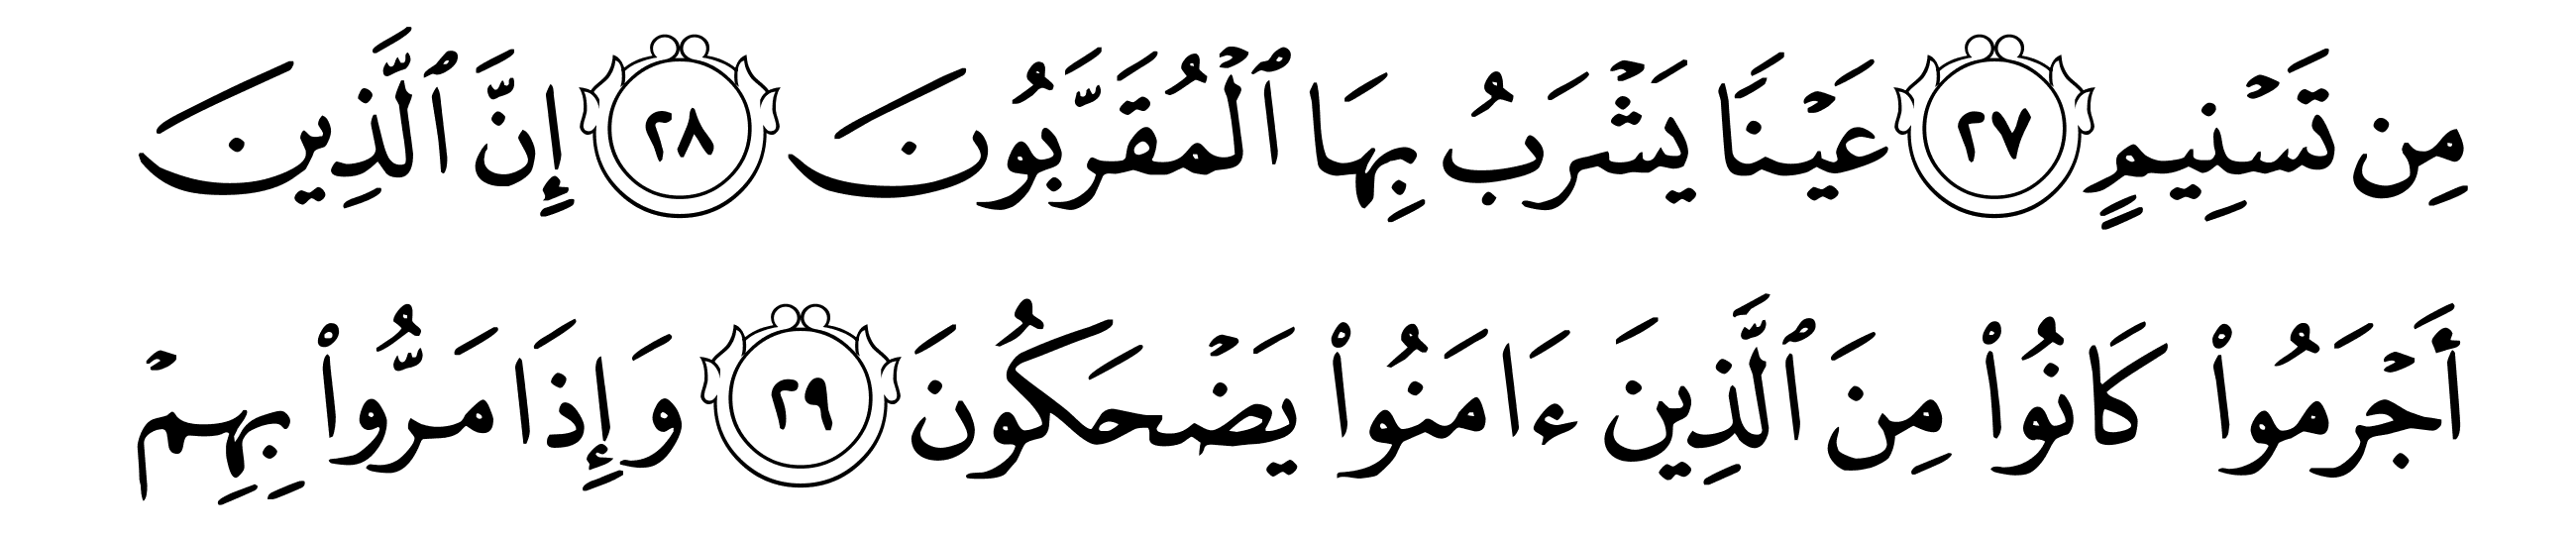 مِن تَسۡنِيمٍ ٢٧ عَيۡنٗا يَشۡرَبُ بِهَا ٱلۡمُقَرَّبُونَ ٢٨ إِنَّ ٱلَّذِينَ
أَجۡرَمُواْ كَانُواْ مِنَ ٱلَّذِينَ ءَامَنُواْ يَضۡحَكُونَ ٢٩ وَإِذَا مَرُّواْ بِهِمۡ